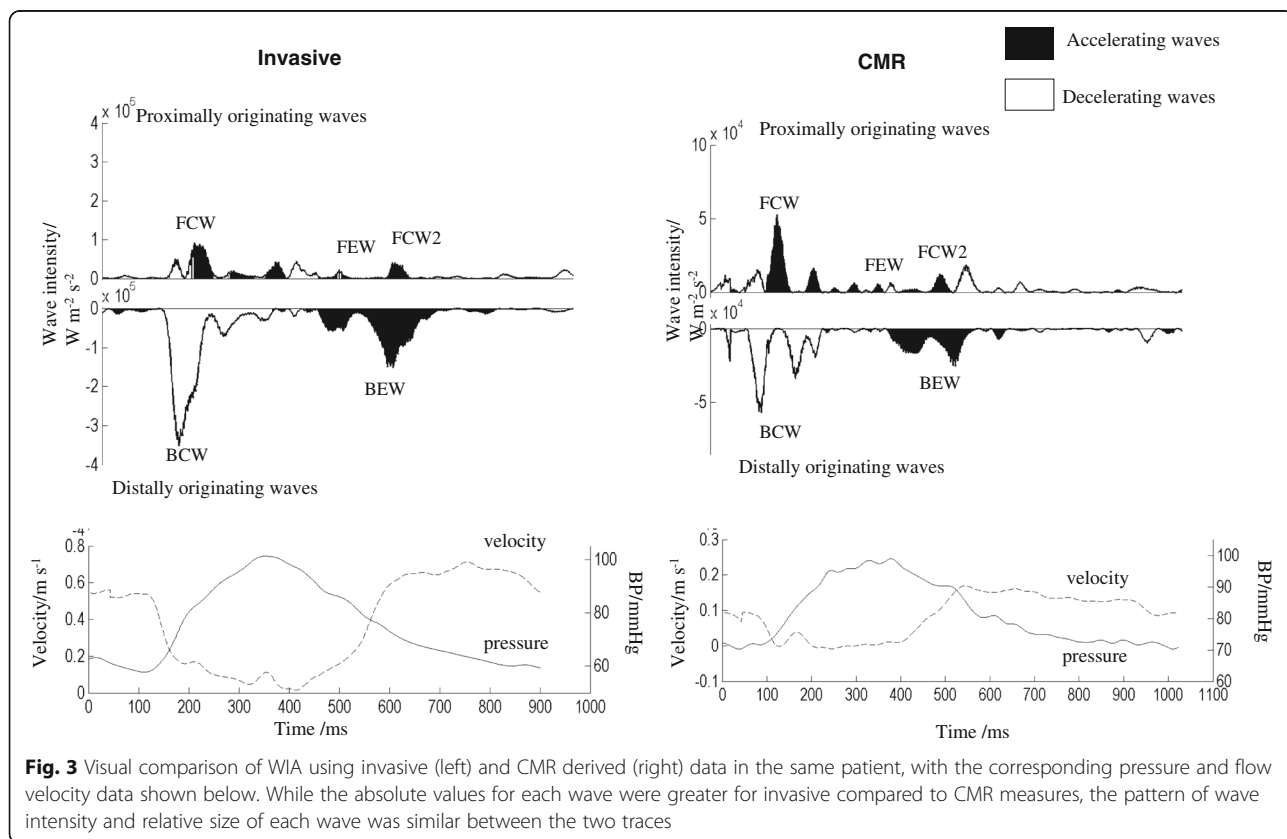 Accelerating waves
Decelerating waves
Invasive
x 10^5
4
Proximally originating waves
3
2
1
0
Wave intensity/
W m⁻² s⁻²
FCW
FEW
FCW2
x 10^5
0
-1
-2
-3
-4
BCW
BEW
Distally originating waves
CMR
10 x 10^4
Proximally originating waves
5
0
Wave intensity/
W m⁻² s⁻²
FCW
FEW
FCW2
x 10^4
0
-5
BCW
BEW
Distally originating waves
0.8
0.6
0.4
0.2
0
Velocity/m s⁻¹
velocity
pressure
100
80
60
BP/mmHg
0 100 200 300 400 500 600 700 800 900 1000
Time /ms
0.3
0.2
0.1
0
-0.1
Velocity/m s⁻¹
velocity
pressure
100
90
80
70
60
BP/mmHg
0 100 200 300 400 500 600 700 800 900 1000 1100
Time /ms
Fig. 3 Visual comparison of WIA using invasive (left) and CMR derived (right) data in the same patient, with the corresponding pressure and flow
velocity data shown below. While the absolute values for each wave were greater for invasive compared to CMR measures, the pattern of wave
intensity and relative size of each wave was similar between the two traces